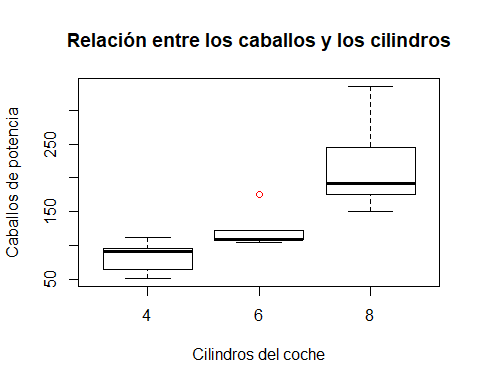 Relación entre los caballos y los cilindros
Caballos de potencia
250
150
50
4 6 8
Cilindros del coche